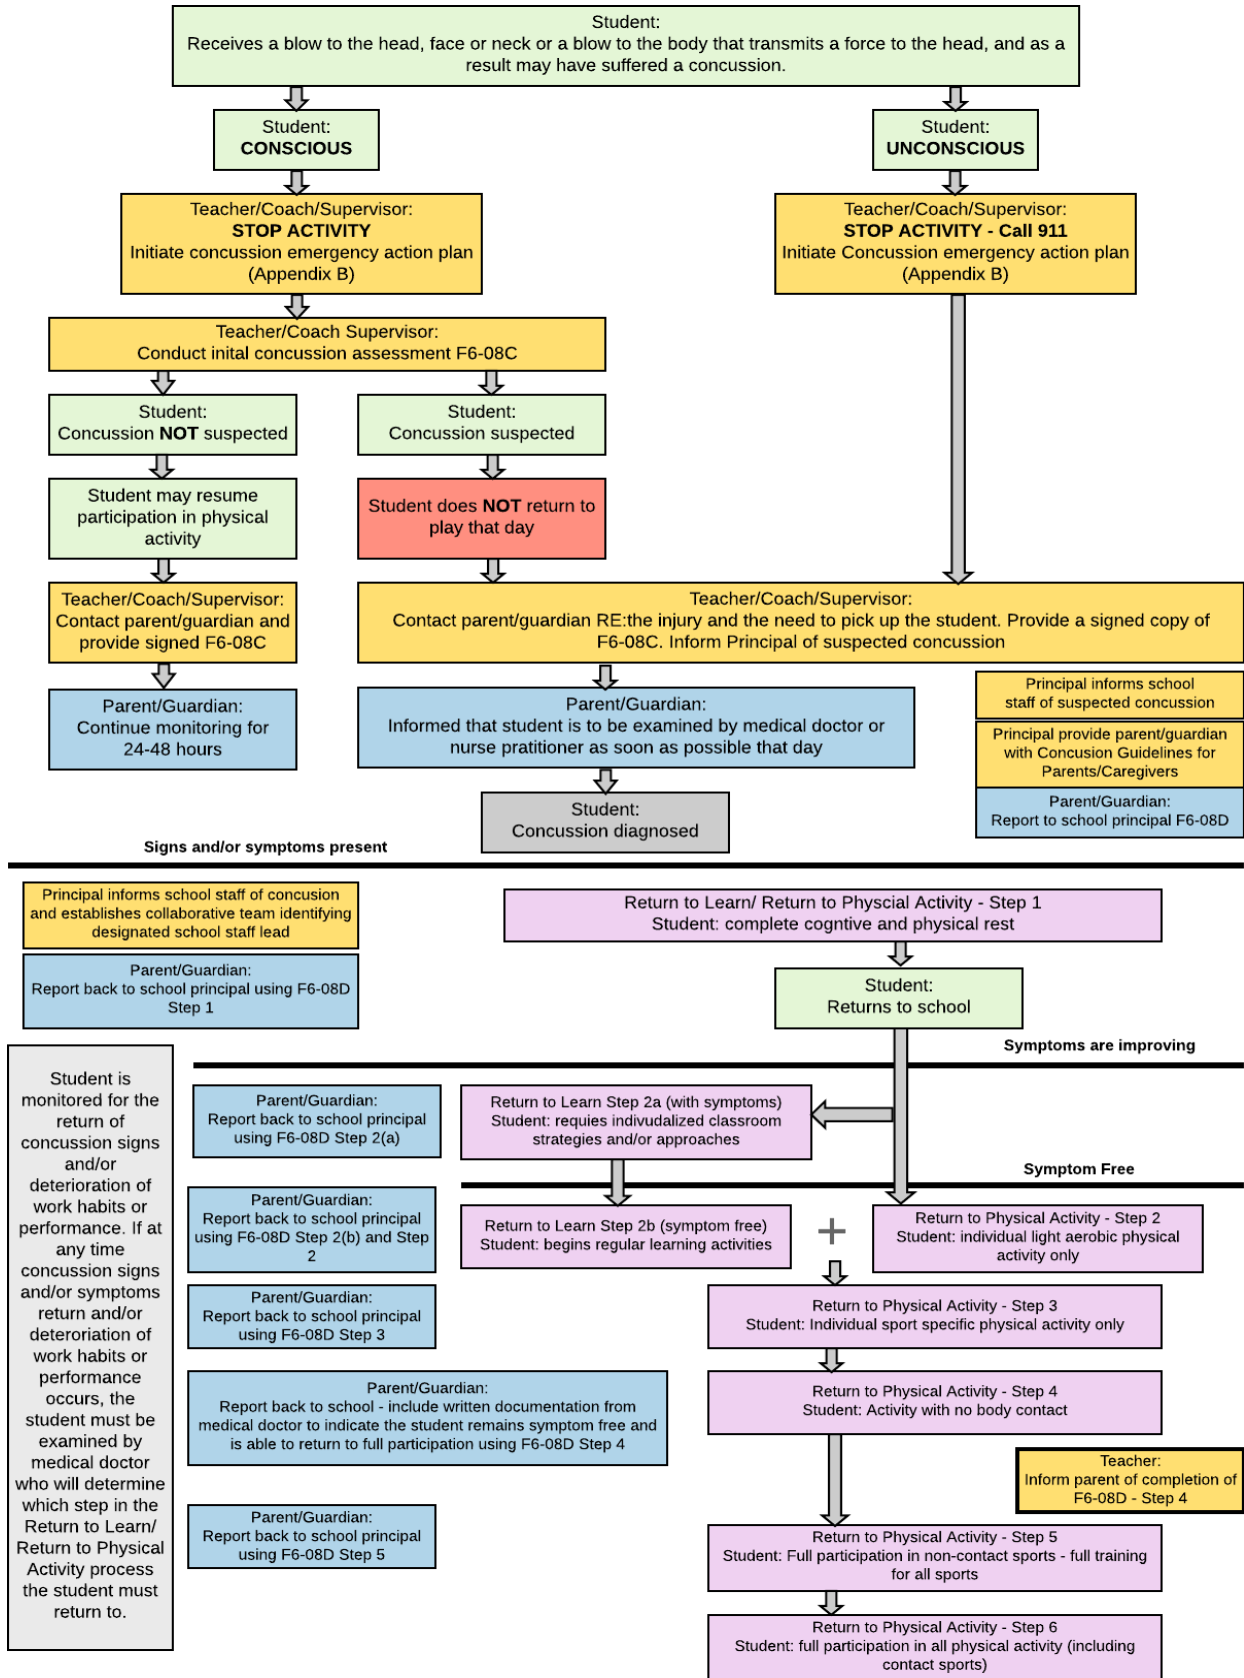 Student:
Receives a blow to the head, face or neck or a blow to the body that transmits a force to the head, and as a
result may have suffered a concussion.
Student:
CONSCIOUS
Student:
UNCONSCIOUS
Teacher/Coach/Supervisor:
STOP ACTIVITY
Initiate concussion emergency action plan
(Appendix B)
Teacher/Coach/Supervisor:
STOP ACTIVITY - Call 911
Initiate Concussion emergency action plan
(Appendix B)
Teacher/Coach Supervisor:
Conduct inital concussion assessment F6-08C
Student:
Concussion NOT suspected
Student:
Concussion suspected
Student may resume
participation in physical
activity
Student does NOT return to
play that day
Teacher/Coach/Supervisor:
Contact parent/guardian and
provide signed F6-08C
Teacher/Coach/Supervisor:
Contact parent/guardian RE:the injury and the need to pick up the student. Provide a signed copy of
F6-08C. Inform Principal of suspected concussion
Parent/Guardian:
Continue monitoring for
24-48 hours
Parent/Guardian:
Informed that student is to be examined by medical doctor or
nurse pratitioner as soon as possible that day
Principal informs school
staff of suspected concussion
Principal provide parent/guardian
with Concusion Guidelines for
Parents/Caregivers
Parent/Guardian:
Report to school principal F6-08D
Student:
Concussion diagnosed
Signs and/or symptoms present
Principal informs school staff of concusion
and establishes collaborative team identifying
designated school staff lead
Parent/Guardian:
Report back to school principal using F6-08D
Step 1
Return to Learn/ Return to Physcial Activity - Step 1
Student: complete cogntive and physical rest
Student:
Returns to school
Symptoms are improving
Student is
monitored for the
return of
concussion signs
and/or
deterioration of
work habits or
performance. If at
any time
concussion signs
and/or symptoms
return and/or
deteroriation of
work habits or
performance
occurs, the
student must be
examined by
medical doctor
who will determine
which step in the
Return to Learn/
Return to Physical
Activity process
the student must
return to.
Parent/Guardian:
Report back to school principal
using F6-08D Step 2(a)
Return to Learn Step 2a (with symptoms)
Student: requies indivudalized classroom
strategies and/or approaches
Symptom Free
Parent/Guardian:
Report back to school principal
using F6-08D Step 2(b) and Step
2
Return to Learn Step 2b (symptom free)
Student: begins regular learning activities
+
Return to Physical Activity - Step 2
Student: individual light aerobic physical
activity only
Parent/Guardian:
Report back to school principal
using F6-08D Step 3
Return to Physical Activity - Step 3
Student: Individual sport specific physical activity only
Parent/Guardian:
Report back to school - include written documentation from
medical doctor to indicate the student remains symptom free and
is able to return to full participation using F6-08D Step 4
Return to Physical Activity - Step 4
Student: Activity with no body contact
Teacher:
Inform parent of completion of
F6-08D - Step 4
Parent/Guardian:
Report back to school principal
using F6-08D Step 5
Return to Physical Activity - Step 5
Student: Full participation in non-contact sports - full training
for all sports
Return to Physical Activity - Step 6
Student: full participation in all physical activity (including
contact sports)